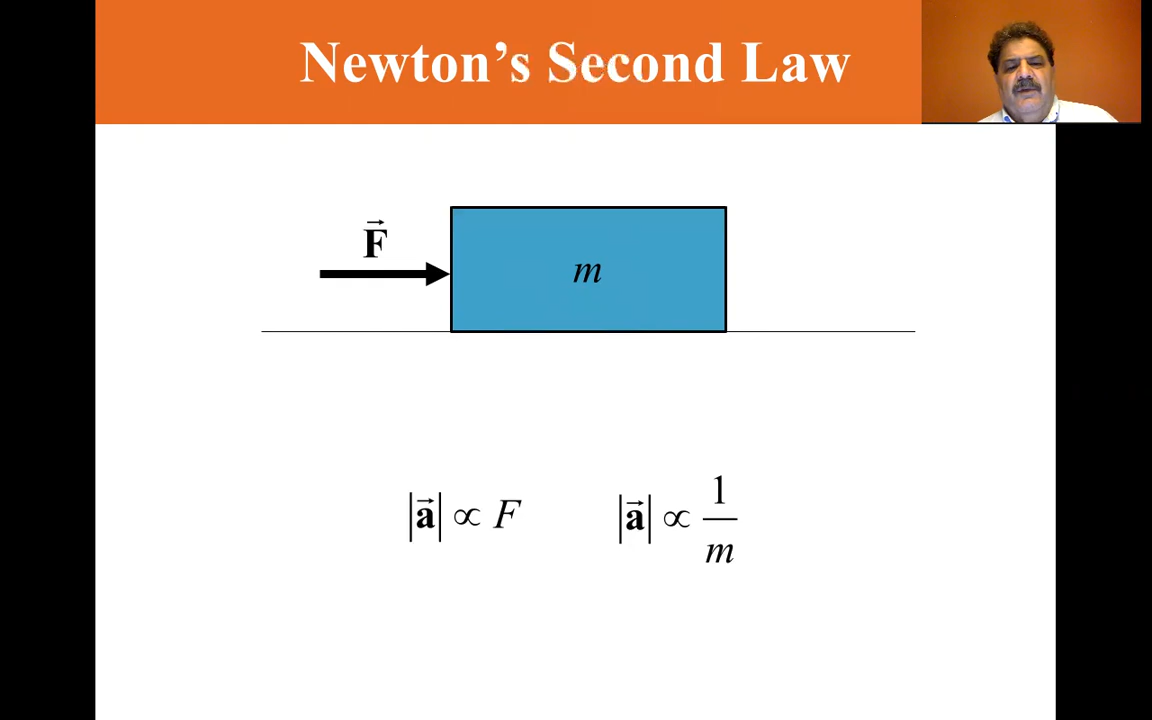 Newton’s Second Law
F⃗
m
|a⃗| ∝ F |a⃗| ∝ 1/m